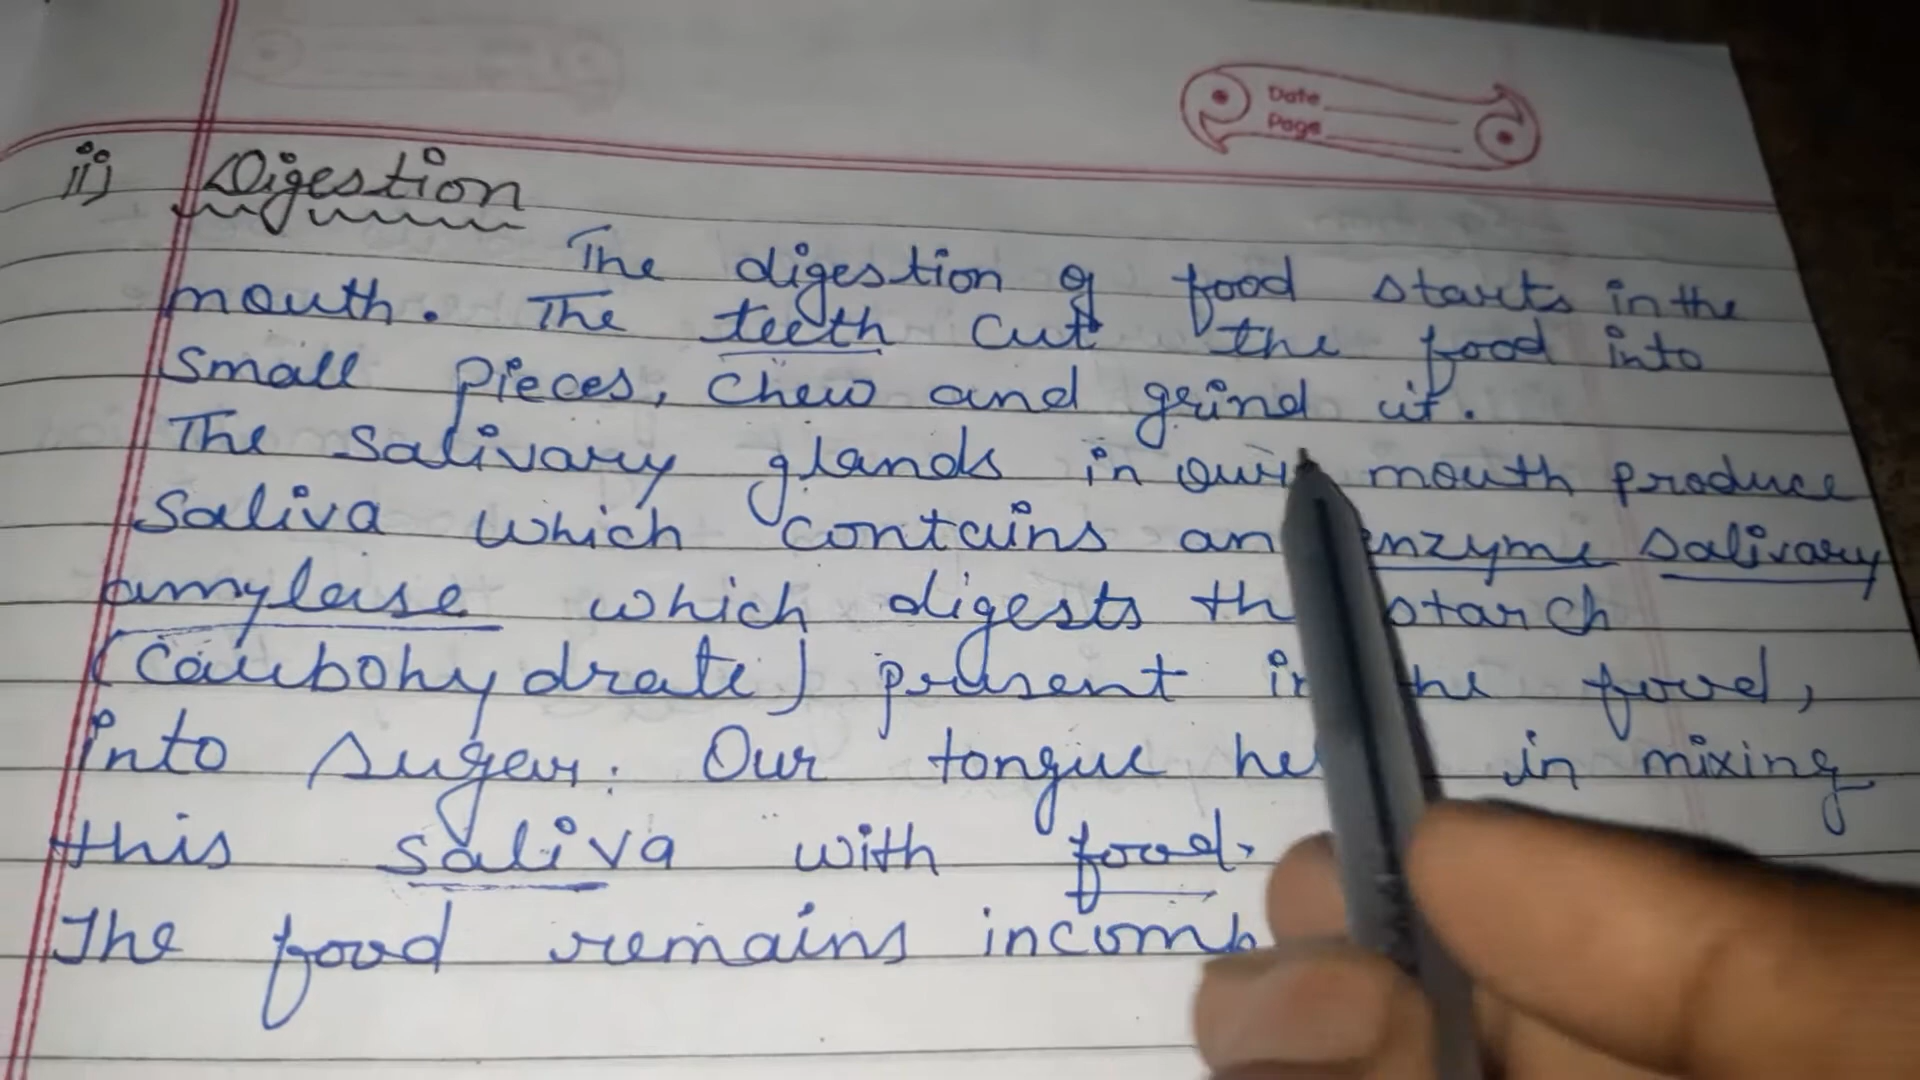 Date
Page
ii) Digestion
The digestion of food starts in the
mouth. The teeth cut the food into
small pieces, chew and grind it.
The salivary glands in our mouth produce
saliva which contains an enzyme salivary
amylase which digests th starch
(carbohydrate) present in the food,
into sugar. Our tongue he in mixing
this saliva with food.
The food remains incomp